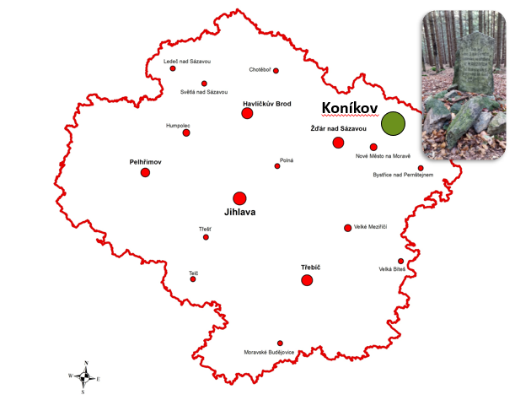 Ledeč nad Sázavou
Chotěboř
Světlá nad Sázavou
Havlíčkův Brod
Koníkov
Humpolec
Žďár nad Sázavou
Nové Město na Moravě
Polná
Pelhřimov
Bystřice nad Pernštejnem
Jihlava
Velké Meziříčí
Třešť
Velká Bíteš
Třebíč
Telč
Moravské Budějovice
N
W
E
S